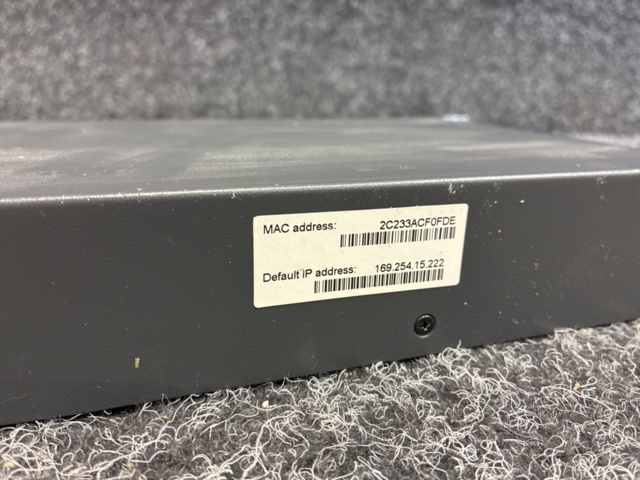 MAC address: 2C233ACF0FDE
Default IP address: 169.254.15.222